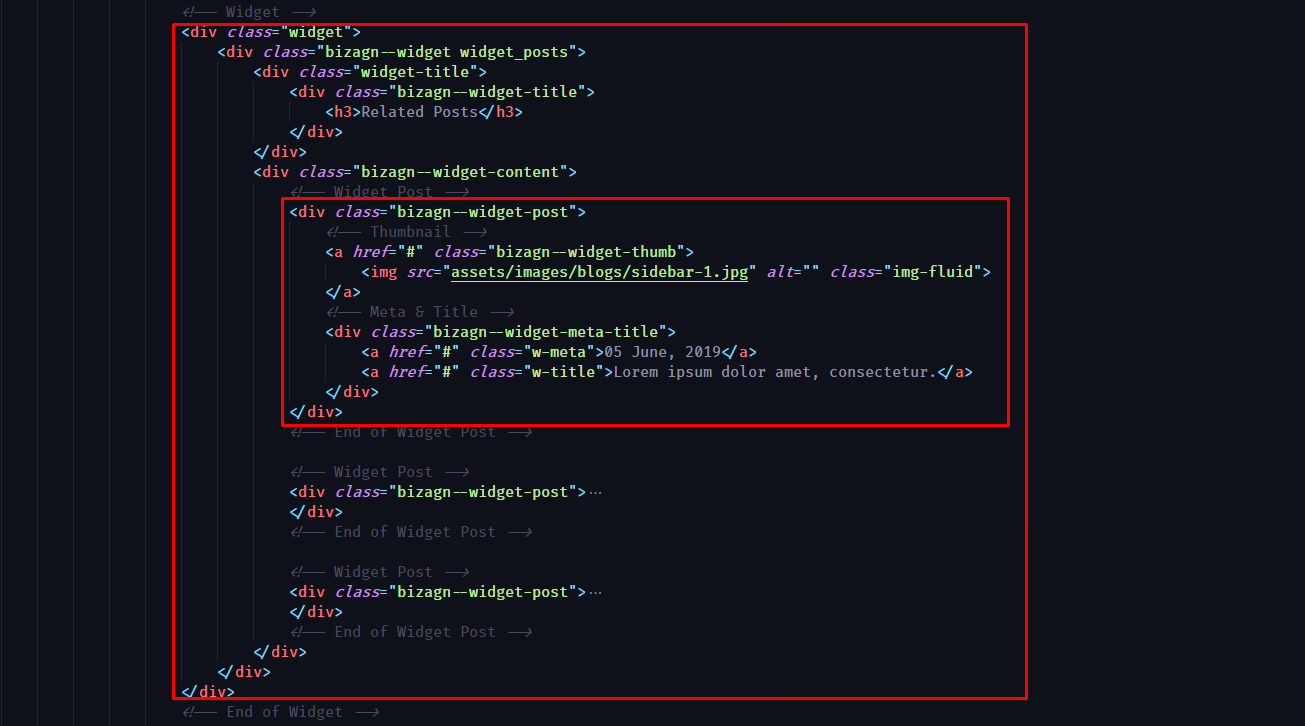 <!-- Widget -->
<div class="widget">
<div class="bizagn--widget widget_posts">
<div class="widget-title">
<div class="bizagn--widget-title">
<h3>Related Posts</h3>
</div>
</div>
<div class="bizagn--widget-content">
<!-- Widget Post -->
<div class="bizagn--widget-post">
<!-- Thumbnail -->
<a href="#" class="bizagn--widget-thumb">
<img src="assets/images/blogs/sidebar-1.jpg" alt="" class="img-fluid">
</a>
<!-- Meta & Title -->
<div class="bizagn--widget-meta-title">
<a href="#" class="w-meta">05 June, 2019</a>
<a href="#" class="w-title">Lorem ipsum dolor amet, consectetur.</a>
</div>
</div>
<!-- End of Widget Post -->
<!-- Widget Post -->
<div class="bizagn--widget-post">···
</div>
<!-- End of Widget Post -->
<!-- Widget Post -->
<div class="bizagn--widget-post">···
</div>
<!-- End of Widget Post -->
</div>
</div>
</div>
<!-- End of Widget -->